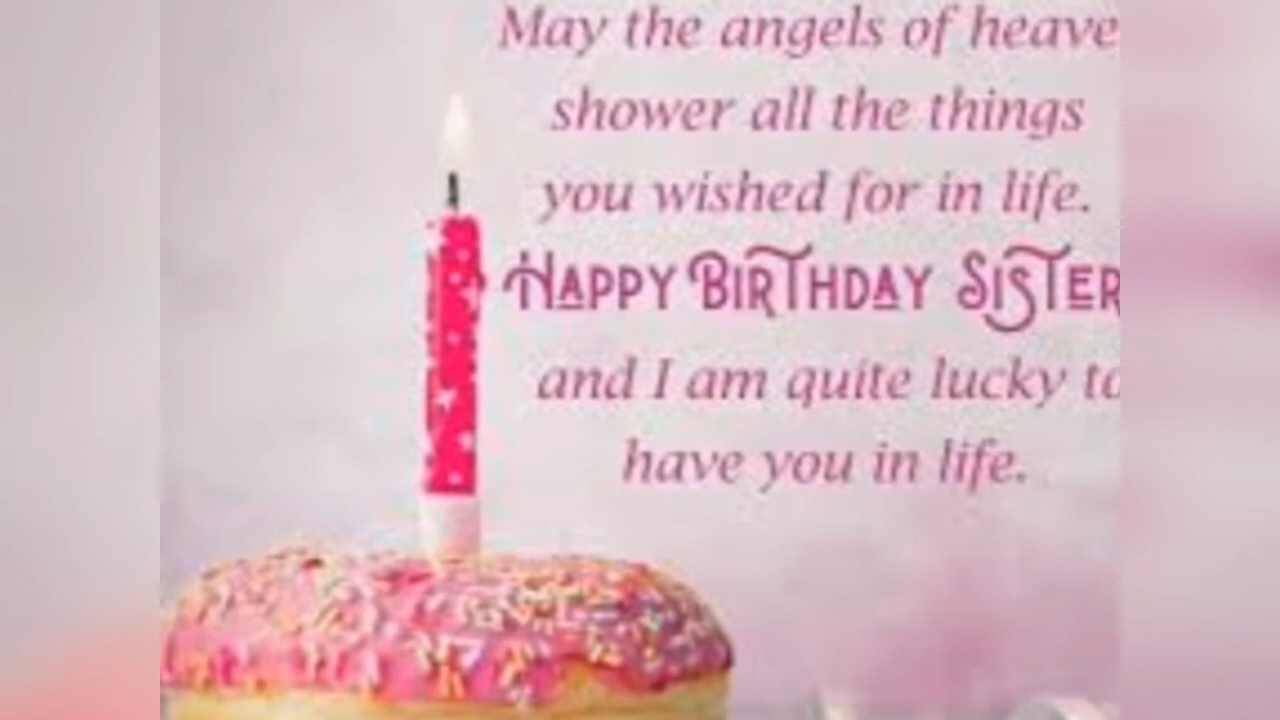 May the angels of heave
shower all the things
you wished for in life.
HAPPY BIRTHDAY SISTER
and I am quite lucky to
have you in life.